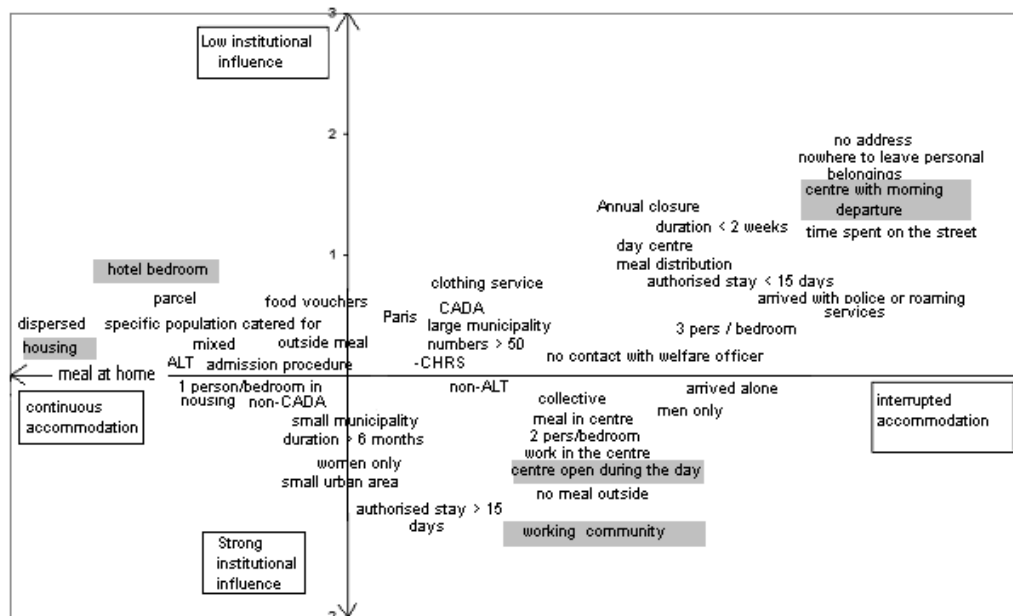 3
Low institutional
influence
2
no address
nowhere to leave personal
belongings
centre with morning
departure
time spent on the street
Annual closure
duration < 2 weeks
day centre
1
meal distribution
hotel bedroom
authorised stay < 15 days
clothing service
parcel
food vouchers
arrived with police or roaming
services
CADA
Paris
dispersed
specific population catered for
large municipality
3 pers / bedroom
housing
mixed
outside meal
numbers > 50
ALT
admission procedure
-CHRS
no contact with welfare officer
meal at home
1 person/bedroom in
housing
non-CADA
non-ALT
arrived alone
continuous
accommodation
collective
men only
interrupted
accommodation
small municipality
meal in centre
duration > 6 months
2 pers/bedroom
work in the centre
women only
centre open during the day
small urban area
no meal outside
authorised stay > 15
days
working community
Strong
institutional
influence